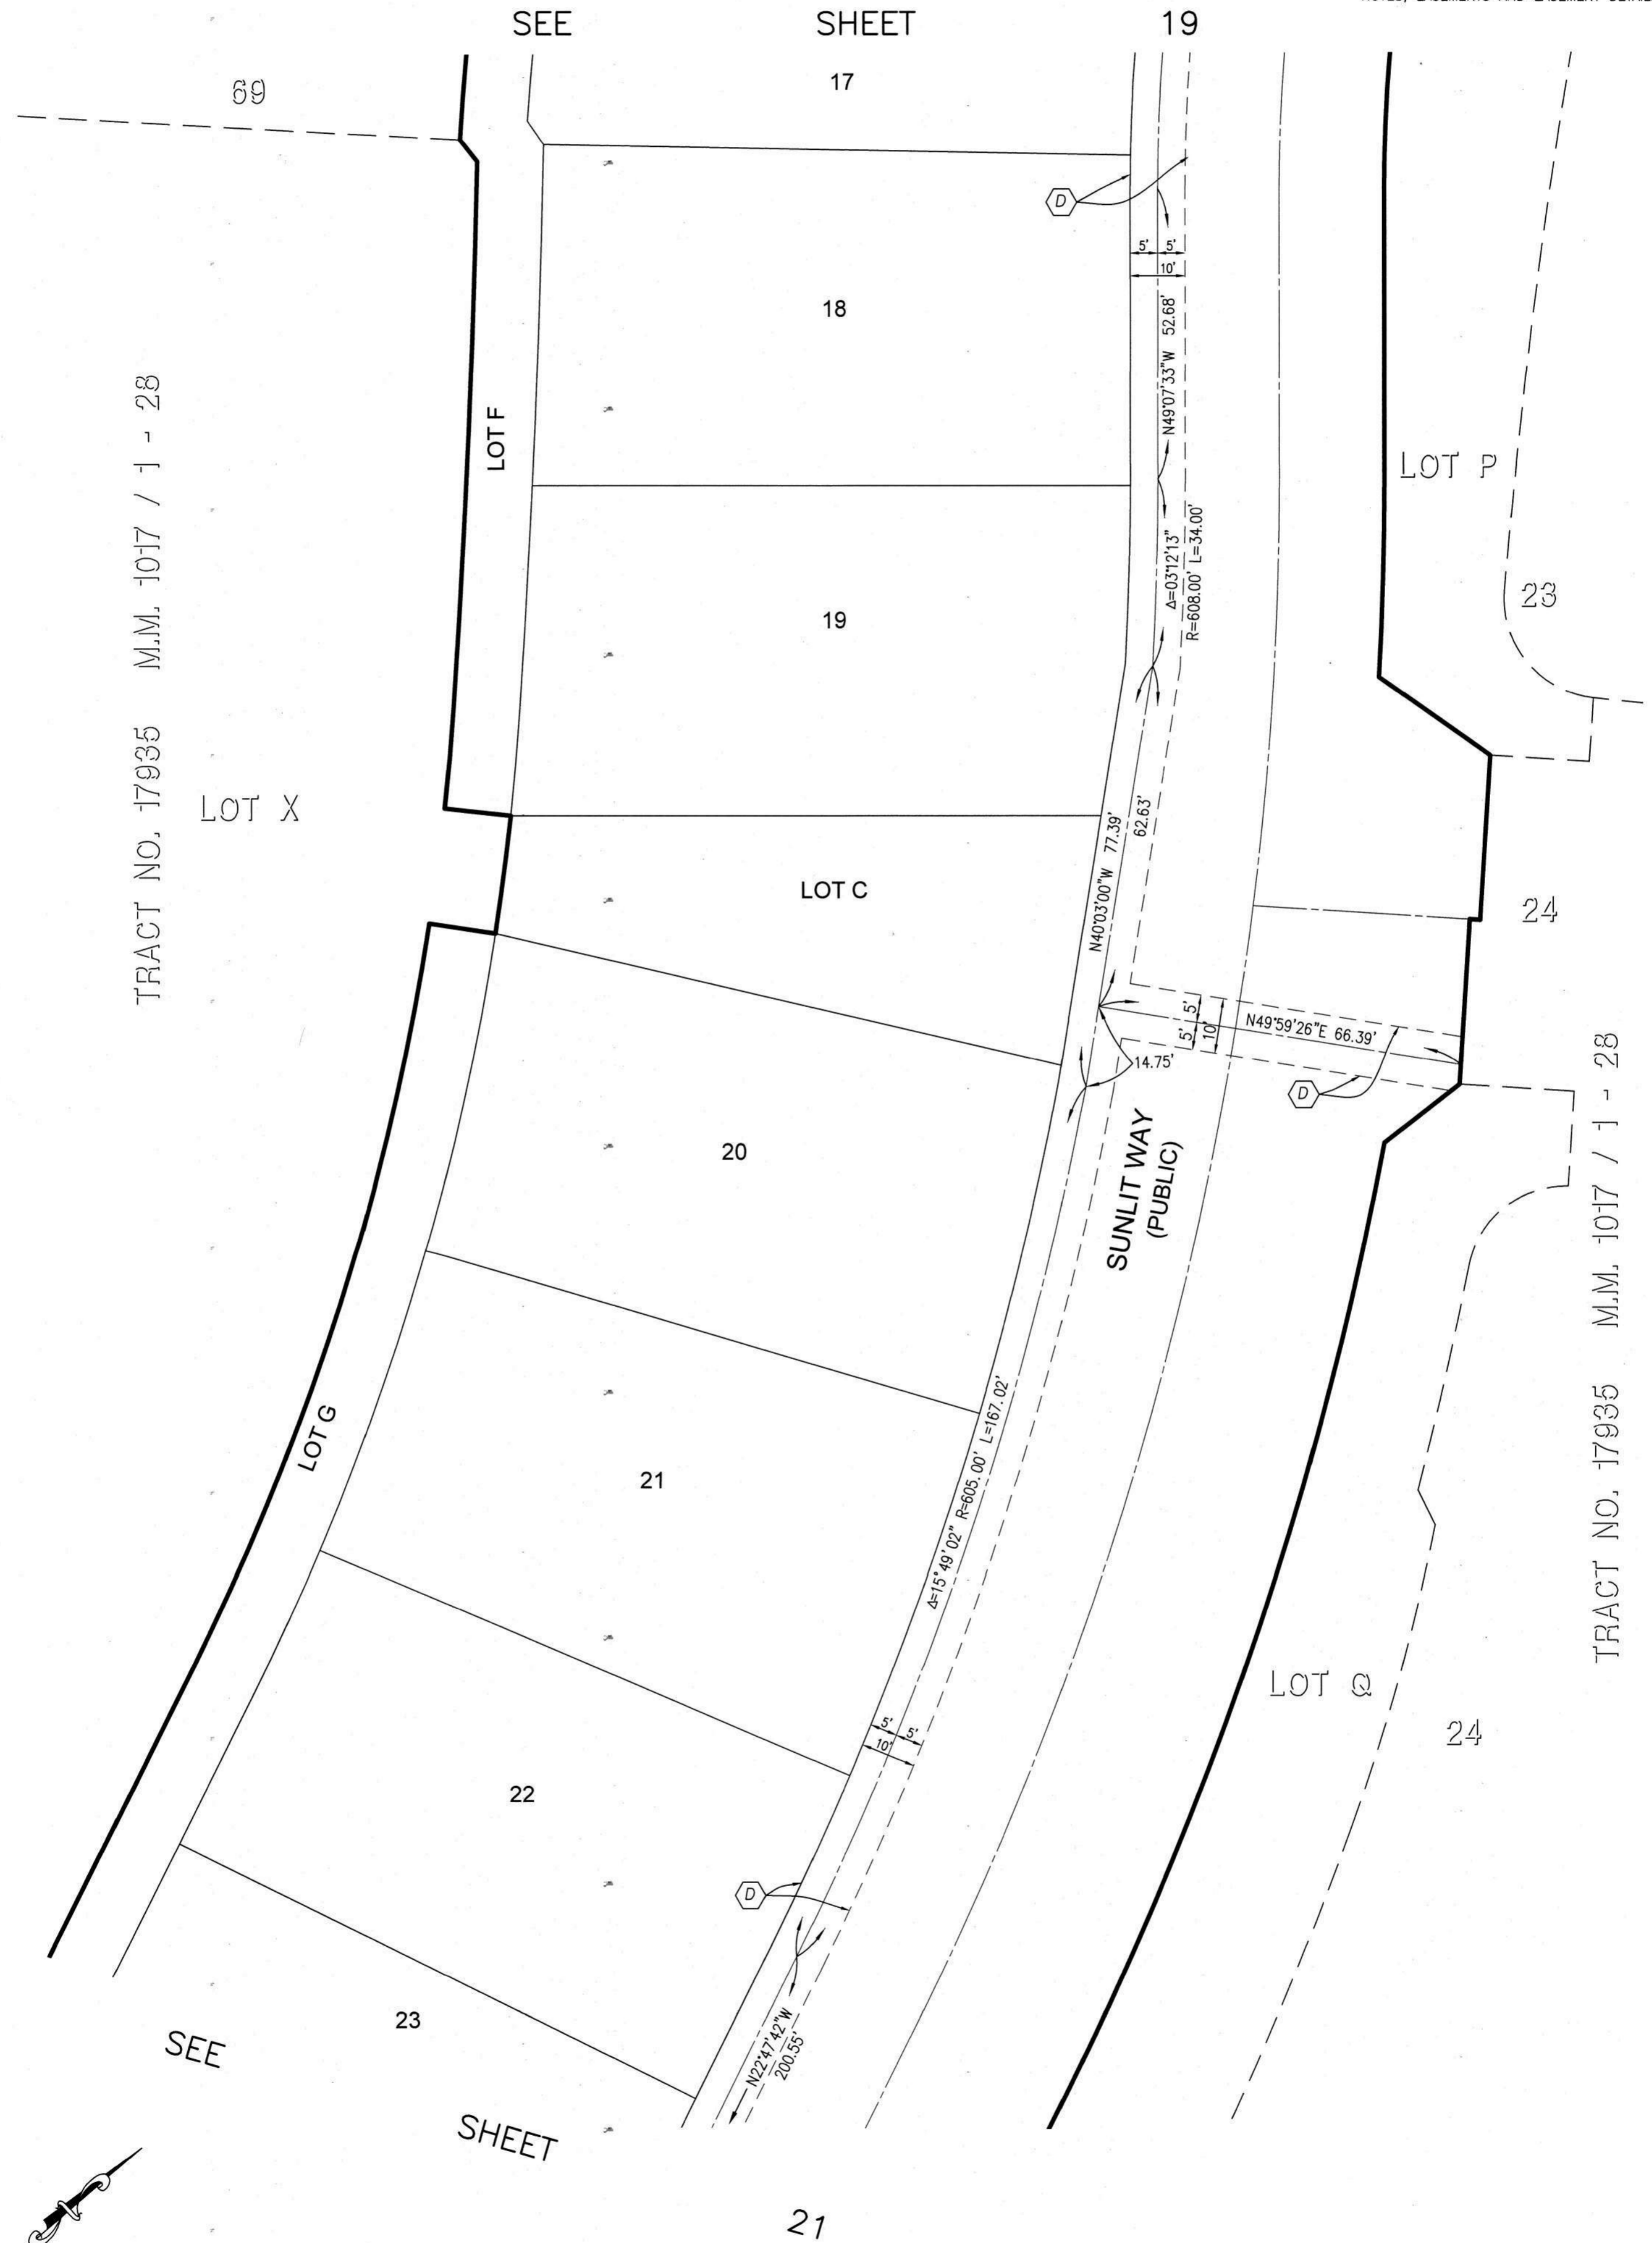 SEE SHEET 19
69
17
D
5' 5'
10'
18
N49°07'33"W 52.68'
LOT F
LOT P
TRACT NO. 17935 M.M. 1017 / 1 - 28
Δ=03°12'13"
R=608.00' L=34.00'
23
19
LOT X
N40°03'00"W 77.39'
62.63'
LOT C
24
5'
5'
10'
N49°59'26"E 66.39'
14.75'
D
20
SUNLIT WAY
(PUBLIC)
TRACT NO. 17935 M.M. 1017 / 1 - 28
LOT G
21
Δ=15°49'02" R=605.00' L=167.02'
LOT Q
24
5'
5'
10'
22
D
23
N22°47'42"W
200.55'
SEE
SHEET
21